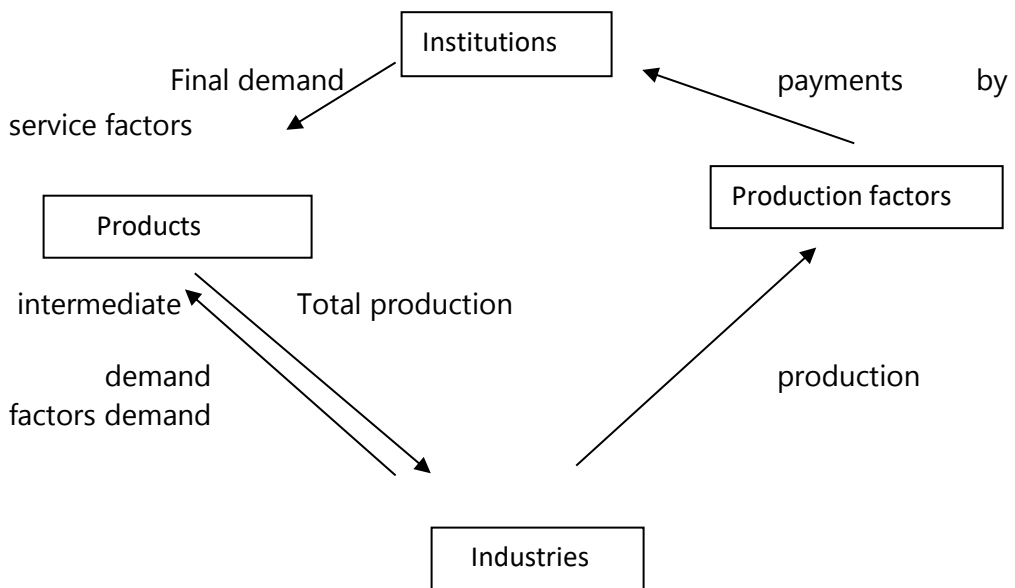 Institutions
Final demand payments by
service factors
Production factors
Products
intermediate Total production
demand production
factors demand
Industries